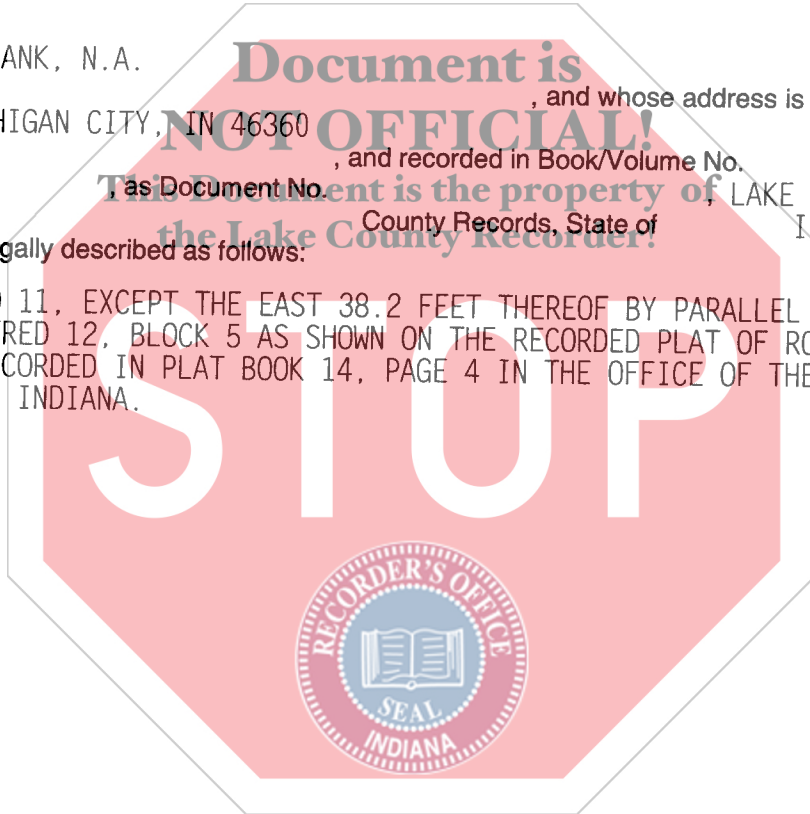 ANK, N.A.
Document is
, and whose address is
HIGAN CITY, IN 46360
NOT OFFICIAL!
, and recorded in Book/Volume No.
, as Document No.
This Document is the property of
, LAKE
the Lake County Recorder!
County Records, State of
I
gally described as follows:
11, EXCEPT THE EAST 38.2 FEET THEREOF BY PARALLEL
RED 12, BLOCK 5 AS SHOWN ON THE RECORDED PLAT OF RO
CORDED IN PLAT BOOK 14, PAGE 4 IN THE OFFICE OF THE
INDIANA.
STOP
RECORDER'S OFFICE
SEAL
INDIANA